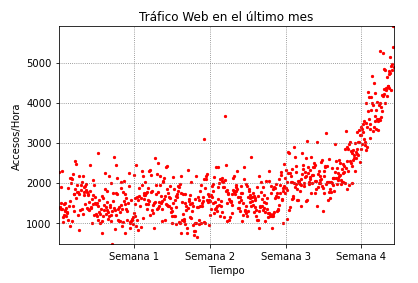 Tráfico Web en el último mes
5000
4000
3000
2000
1000
Accesos/Hora
Semana 1 Semana 2 Semana 3 Semana 4
Tiempo